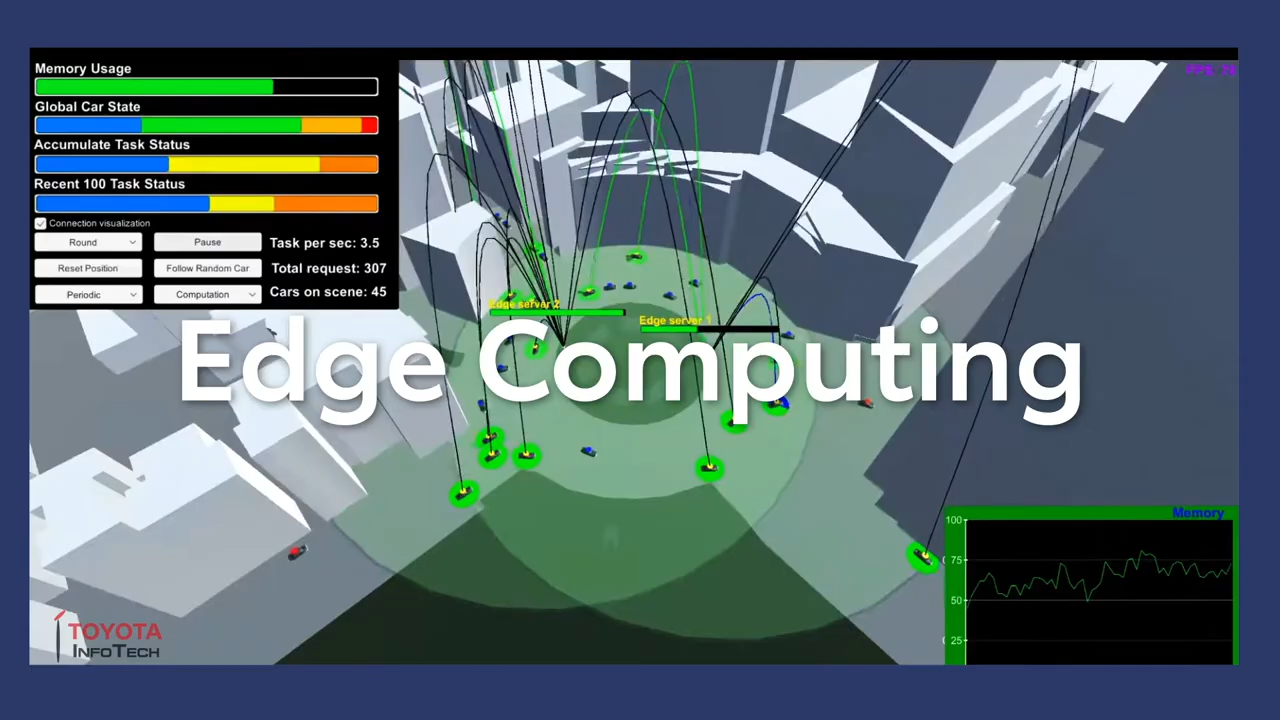 Memory Usage
Global Car State
Accumulate Task Status
Recent 100 Task Status
Connection visualization
Round
Pause
Task per sec: 3.5
Reset Position
Follow Random Car
Total request: 307
Periodic
Computation
Cars on scene: 45
Edge server 2
Edge server 1
Edge Computing
Memory
100
75
50
25
TOYOTA
INFOTECH